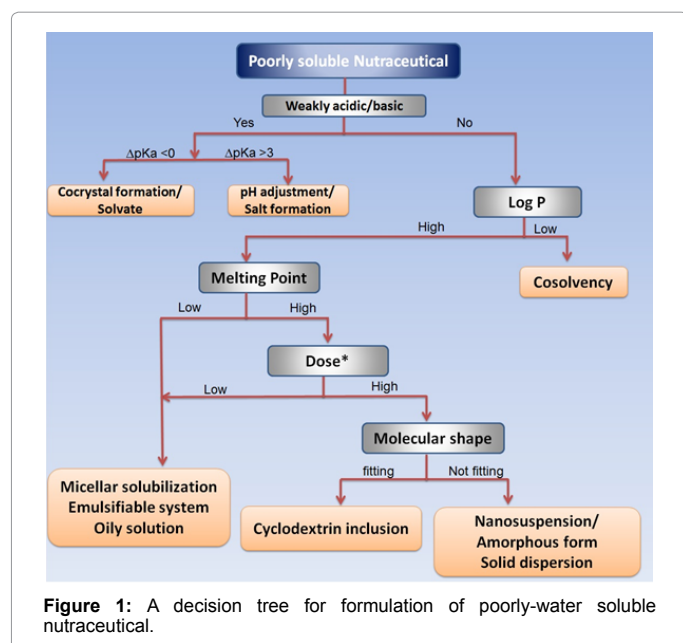 Poorly soluble Nutraceutical
Weakly acidic/basic
Yes
No
ΔpKa <0
ΔpKa >3
Cocrystal formation/
Solvate
pH adjustment/
Salt formation
Log P
High
Low
Melting Point
Cosolvency
Low
High
Dose*
Low
High
Molecular shape
fitting
Not fitting
Micellar solubilization
Emulsifiable system
Oily solution
Cyclodextrin inclusion
Nanosuspension/
Amorphous form
Solid dispersion
Figure 1: A decision tree for formulation of poorly-water soluble
nutraceutical.